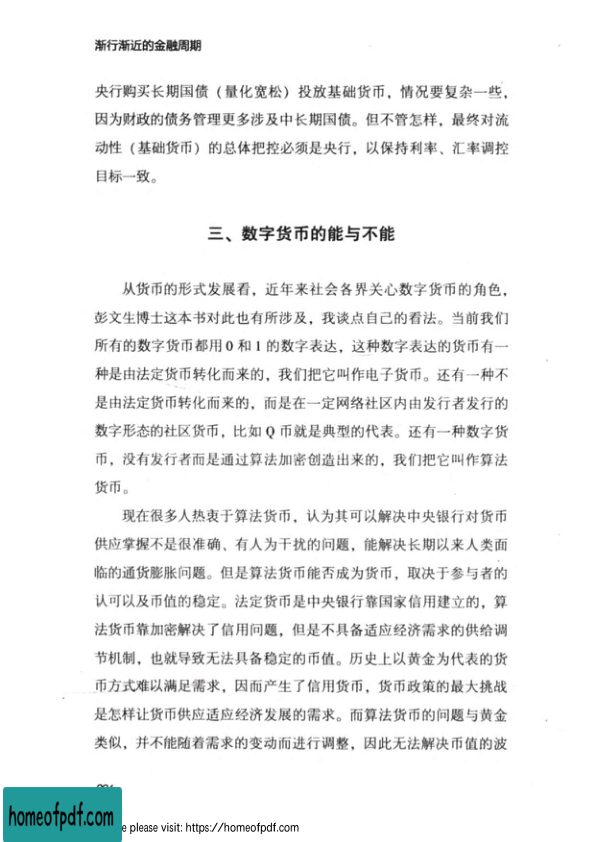 渐行渐近的金融周期
央行购买长期国债（量化宽松）投放基础货币，情况要复杂一些，
因为财政的债务管理更多涉及中长期国债。但不管怎样，最终对流
动性（基础货币）的总体把控必须是央行，以保持利率、汇率调控
目标一致。
三、数字货币的能与不能
从货币的形式发展看，近年来社会各界关心数字货币的角色，
彭文生博士这本书对此也有所涉及，我谈点自己的看法。当前我们
所有的数字货币都用 0 和 1 的数字表达，这种数字表达的货币有一
种是由法定货币转化而来的，我们把它叫作电子货币。还有一种不
是由法定货币转化而来的，而是在一定网络社区内由发行者发行的
数字形态的社区货币，比如 Q 币就是典型的代表。还有一种数字货
币，没有发行者而是通过算法加密创造出来的，我们把它叫作算法
货币。
现在很多人热衷于算法货币，认为其可以解决中央银行对货币
供应掌握不是很准确、有人为干扰的问题，能解决长期以来人类面
临的通货膨胀问题。但是算法货币能否成为货币，取决于参与者的
认可以及币值的稳定。法定货币是中央银行靠国家信用建立的，算
法货币靠加密解决了信用问题，但是不具备适应经济需求的供给调
节机制，也就导致无法具备稳定的币值。历史上以黄金为代表的货
币方式难以满足需求，因而产生了信用货币，货币政策的最大挑战
是怎样让货币供应适应经济发展的需求。而算法货币的问题与黄金
类似，并不能随着需求的变动而进行调整，因此无法解决币值的波
homeofpdf.com
please visit: https://homeofpdf.com